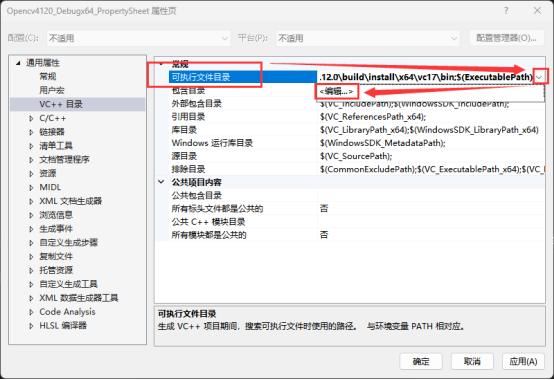 Opencv4120_Debugx64_PropertySheet 属性页
配置(C): 不适用 平台(P): 不适用 配置管理器(O)...
通用属性
常规
用户宏
VC++ 目录
C/C++
链接器
清单工具
文档管理程序
资源
MIDL
XML 文档生成器
浏览信息
生成事件
自定义生成步骤
复制文件
托管资源
自定义生成工具
XML 数据生成器工具
Code Analysis
HLSL 编译器
常规
可执行文件目录 .12.0\build\install\x64\vc17\bin;$(ExecutablePath)
包含目录 <编辑...>
外部包含目录 $(VC_IncludePath);$(WindowsSDK_IncludePath);
引用目录 $(VC_ReferencesPath_x64);
库目录 $(VC_LibraryPath_x64);$(WindowsSDK_LibraryPath_x64)
Windows 运行库目录 $(WindowsSDK_MetadataPath);
源目录 $(VC_SourcePath);
排除目录 $(CommonExcludePath);$(VC_ExecutablePath_x64);$(VC_L
公共项目内容
公共包含目录
所有标头文件都是公共的 否
公共 C++ 模块目录
所有模块都是公共的 否
可执行文件目录
生成 VC++ 项目期间，搜索可执行文件时使用的路径。 与环境变量 PATH 相对应。
确定 取消 应用(A)